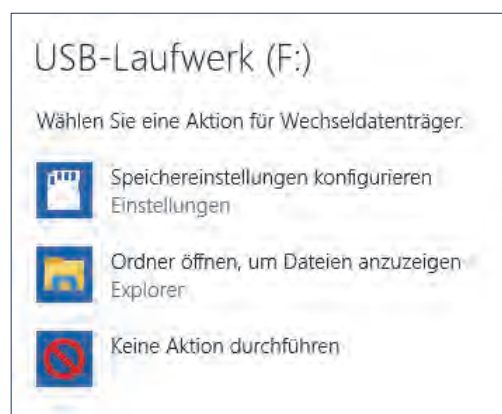 USB-Laufwerk (F:)
Wählen Sie eine Aktion für Wechseldatenträger.
Speichereinstellungen konfigurieren
Einstellungen
Ordner öffnen, um Dateien anzuzeigen
Explorer
Keine Aktion durchführen